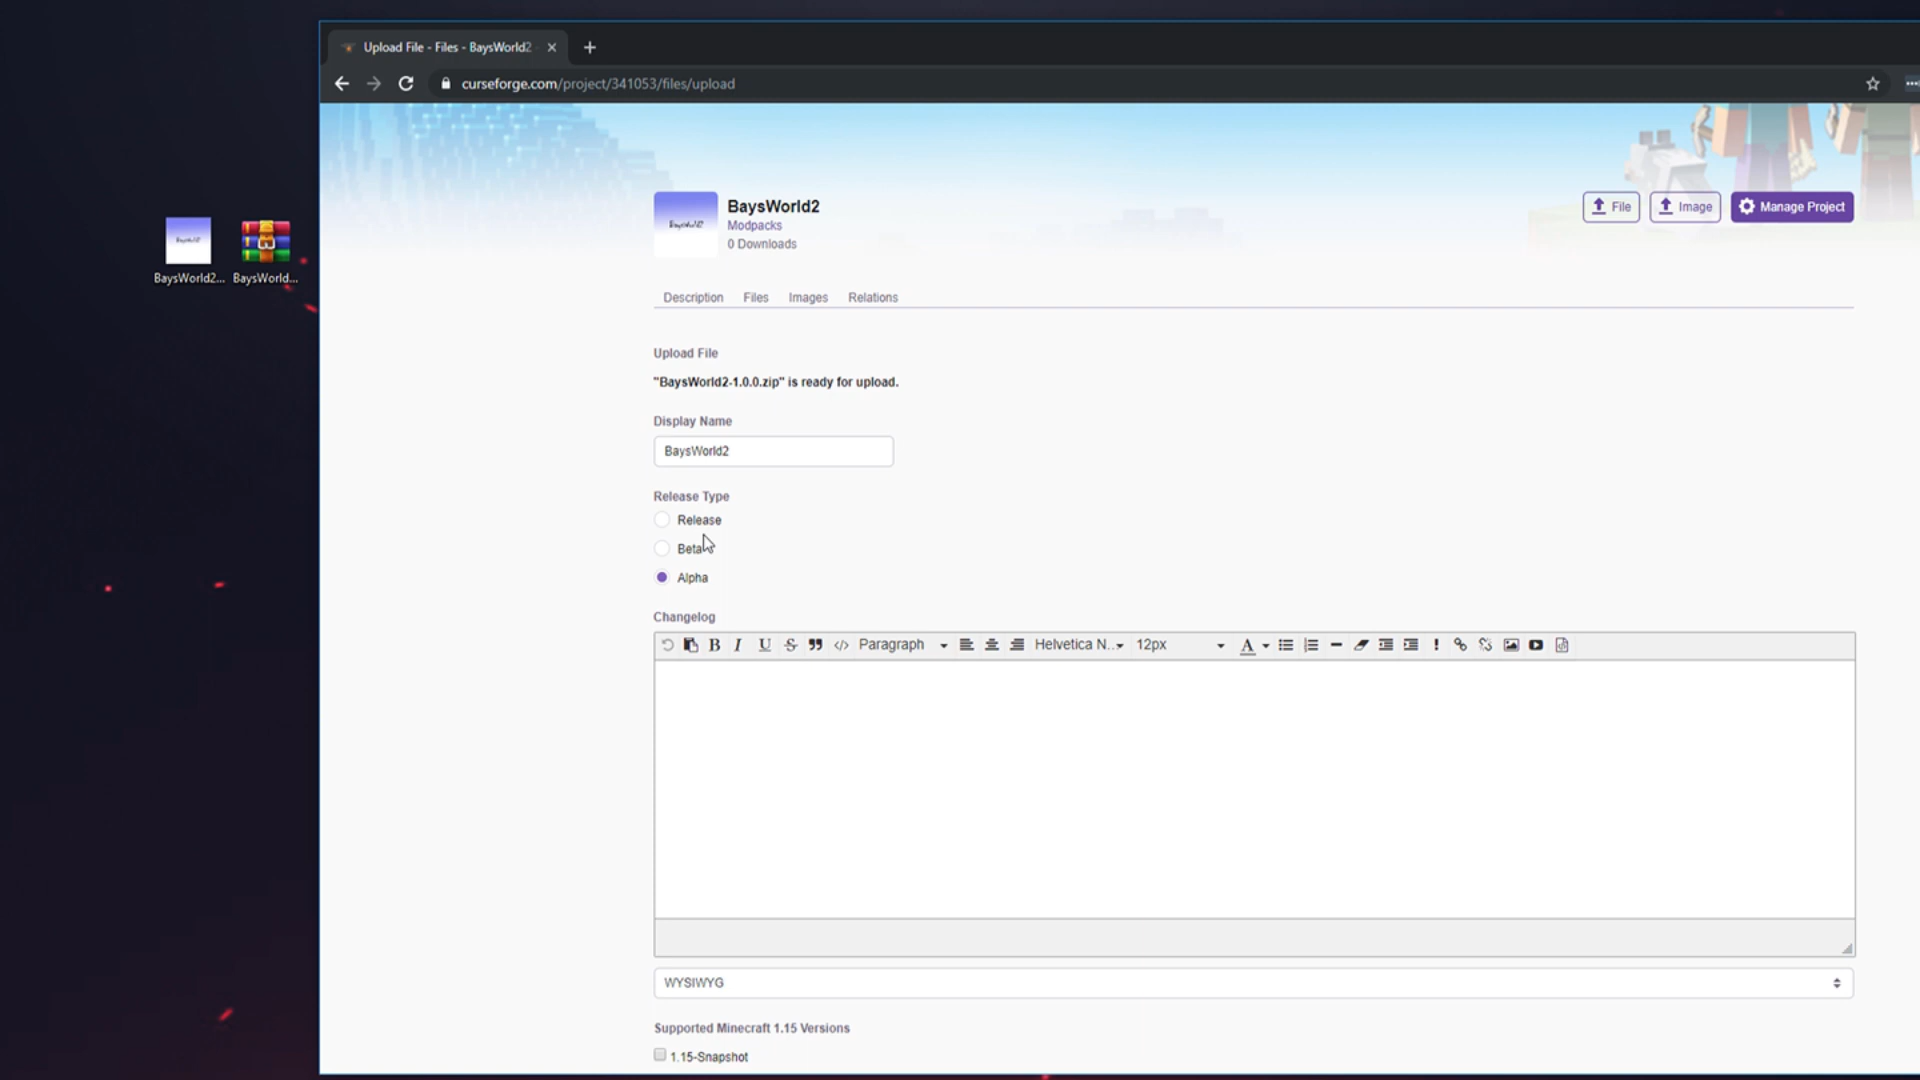 Upload File - Files - BaysWorld2
curseforge.com/project/341053/files/upload
BaysWorld2...
BaysWorld...
BaysWorld2
BaysWorld2
BaysWorld2
Modpacks
0 Downloads
File
Image
Manage Project
Description Files Images Relations
Upload File
"BaysWorld2-1.0.0.zip" is ready for upload.
Display Name
BaysWorld2
Release Type
Release
Beta
Alpha
Changelog
B I U S Paragraph Helvetica N... 12px A
WYSIWYG
Supported Minecraft 1.15 Versions
1.15-Snapshot